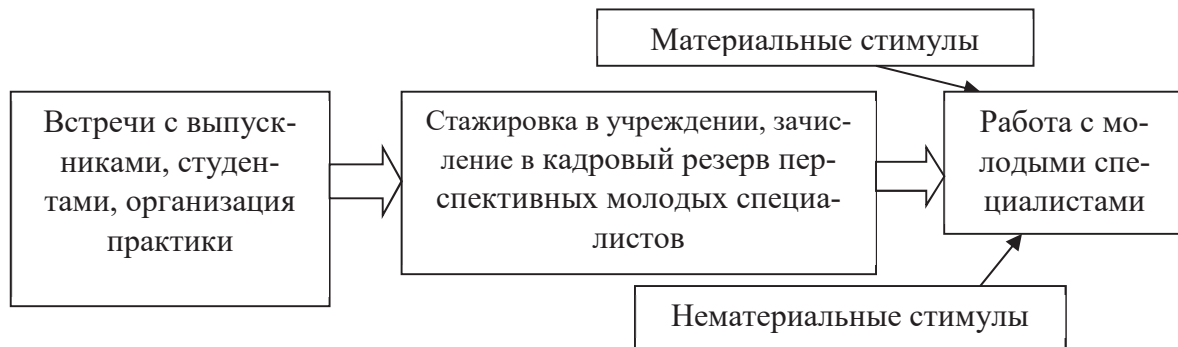 Материальные стимулы
Встречи с выпуск-
никами, студен-
тами, организация
практики
Стажировка в учреждении, зачис-
ление в кадровый резерв пер-
спективных молодых специа-
листов
Работа с мо-
лодыми спе-
циалистами
Нематериальные стимулы